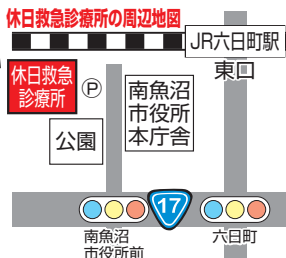 休日救急診療所の周辺地図
JR六日町駅
東口
休日救急
診療所
P
南魚沼
市役所
本庁舎
公園
17
南魚沼
市役所前
六日町